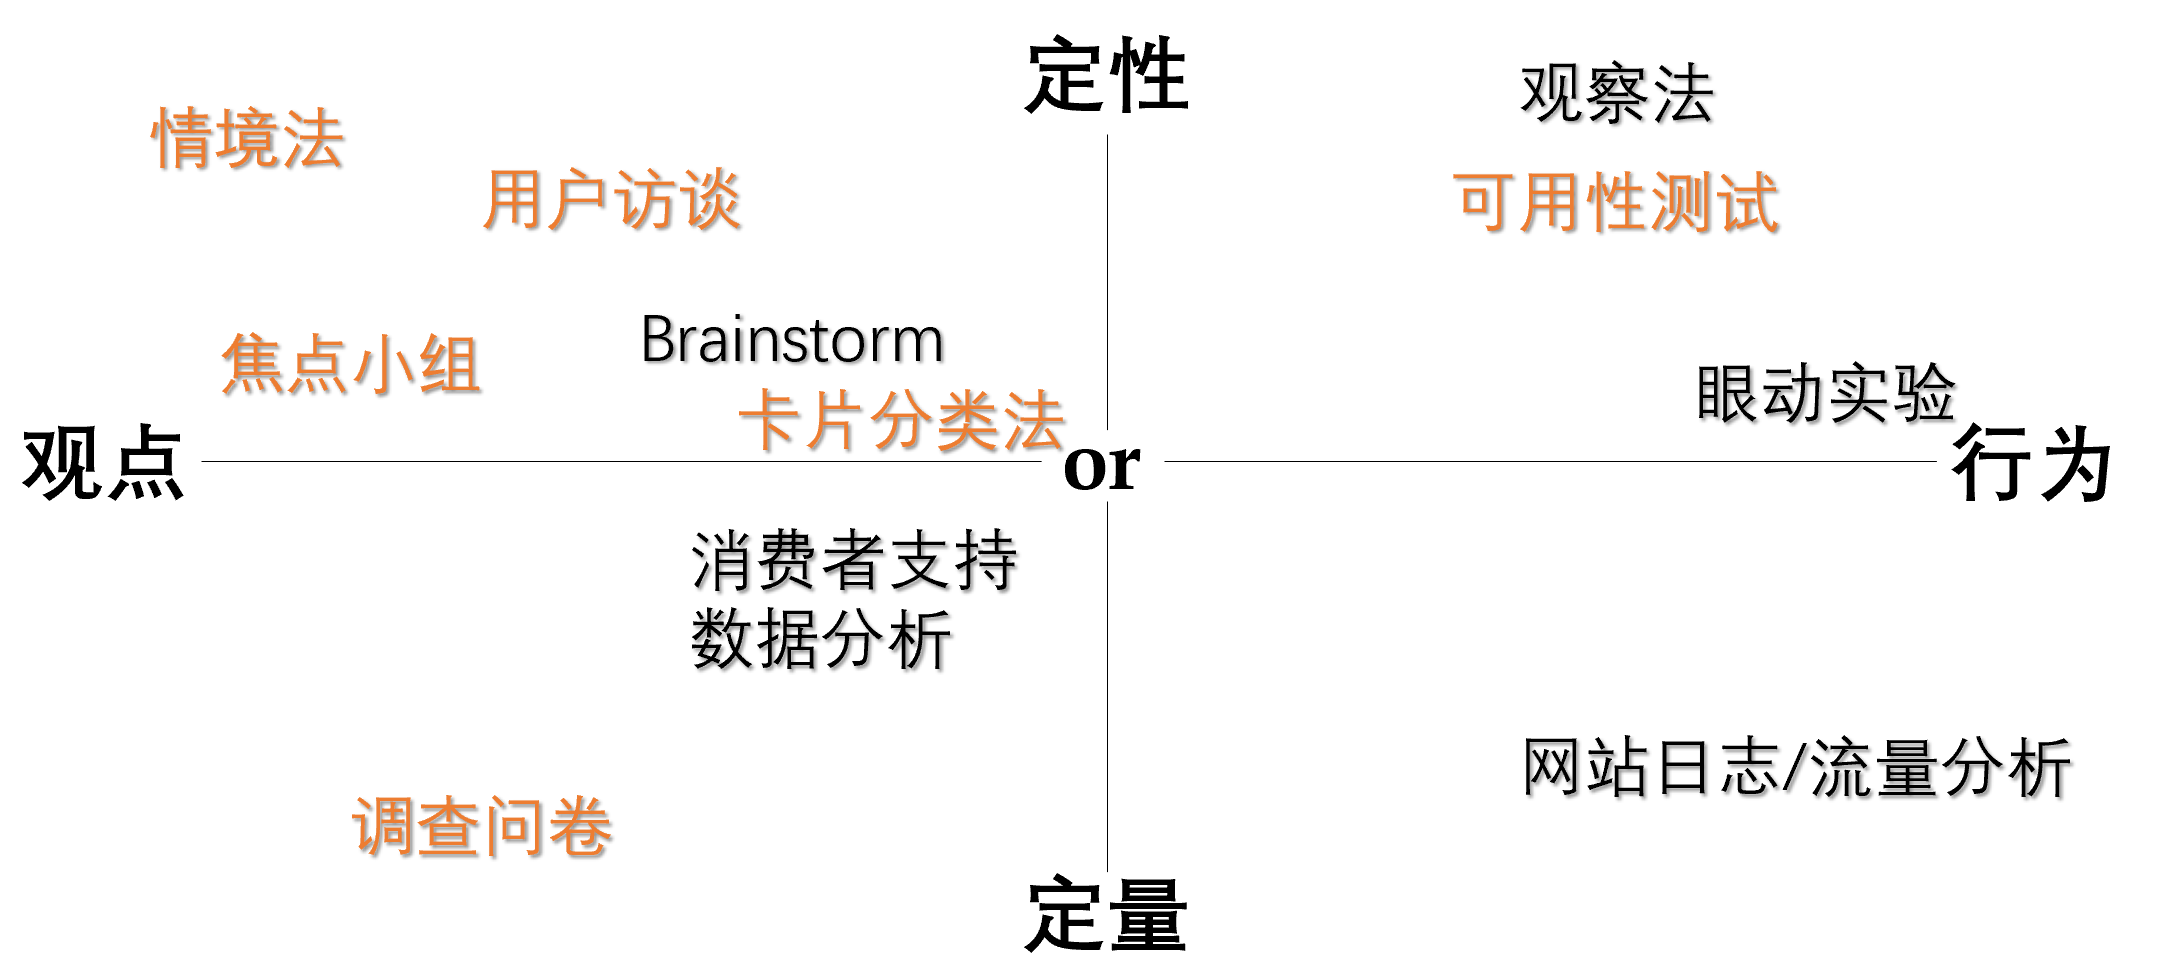 定性
观察法
情境法
用户访谈
可用性测试
Brainstorm
焦点小组
眼动实验
卡片分类法
观点
or
行为
消费者支持
数据分析
网站日志/流量分析
调查问卷
定量